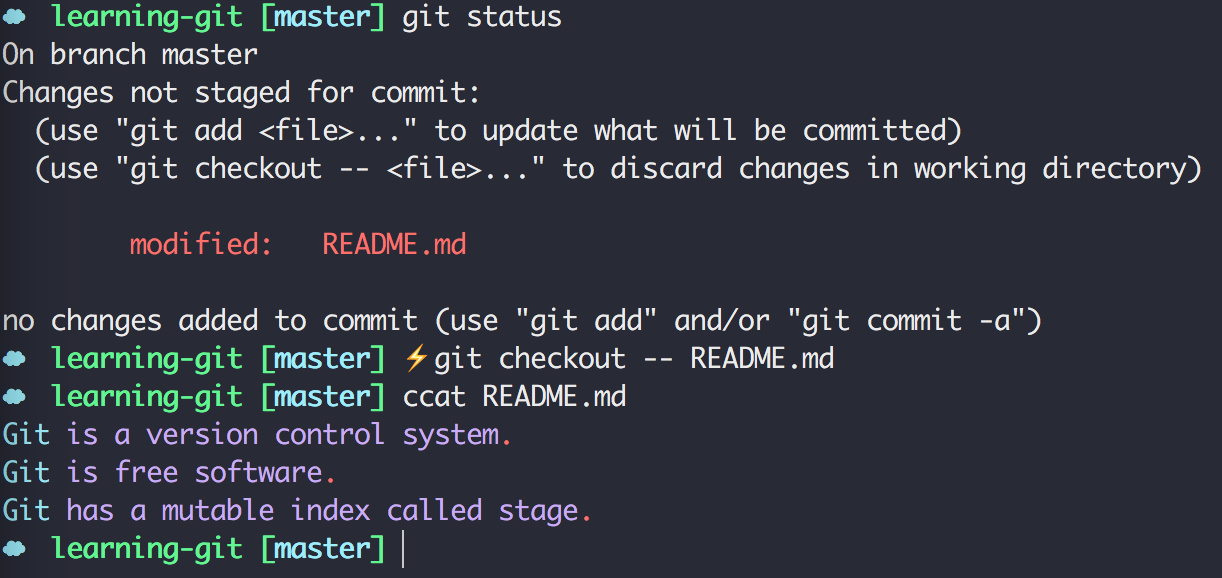 learning-git [master] git status
On branch master
Changes not staged for commit:
  (use "git add <file>..." to update what will be committed)
  (use "git checkout -- <file>..." to discard changes in working directory)
        modified:   README.md
no changes added to commit (use "git add" and/or "git commit -a")
learning-git [master] ⚡git checkout -- README.md
learning-git [master] ccat README.md
Git is a version control system.
Git is free software.
Git has a mutable index called stage.
learning-git [master]